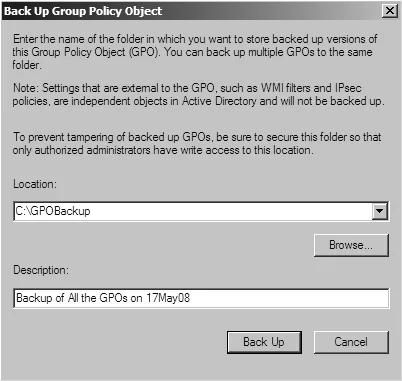 Back Up Group Policy Object
Enter the name of the folder in which you want to store backed up versions of
this Group Policy Object (GPO). You can back up multiple GPOs to the same
folder.
Note: Settings that are external to the GPO, such as WMI filters and IPsec
policies, are independent objects in Active Directory and will not be backed up.
To prevent tampering of backed up GPOs, be sure to secure this folder so that
only authorized administrators have write access to this location.
Location:
C:\GPOBackup
Browse...
Description:
Backup of All the GPOs on 17May08
Back Up
Cancel